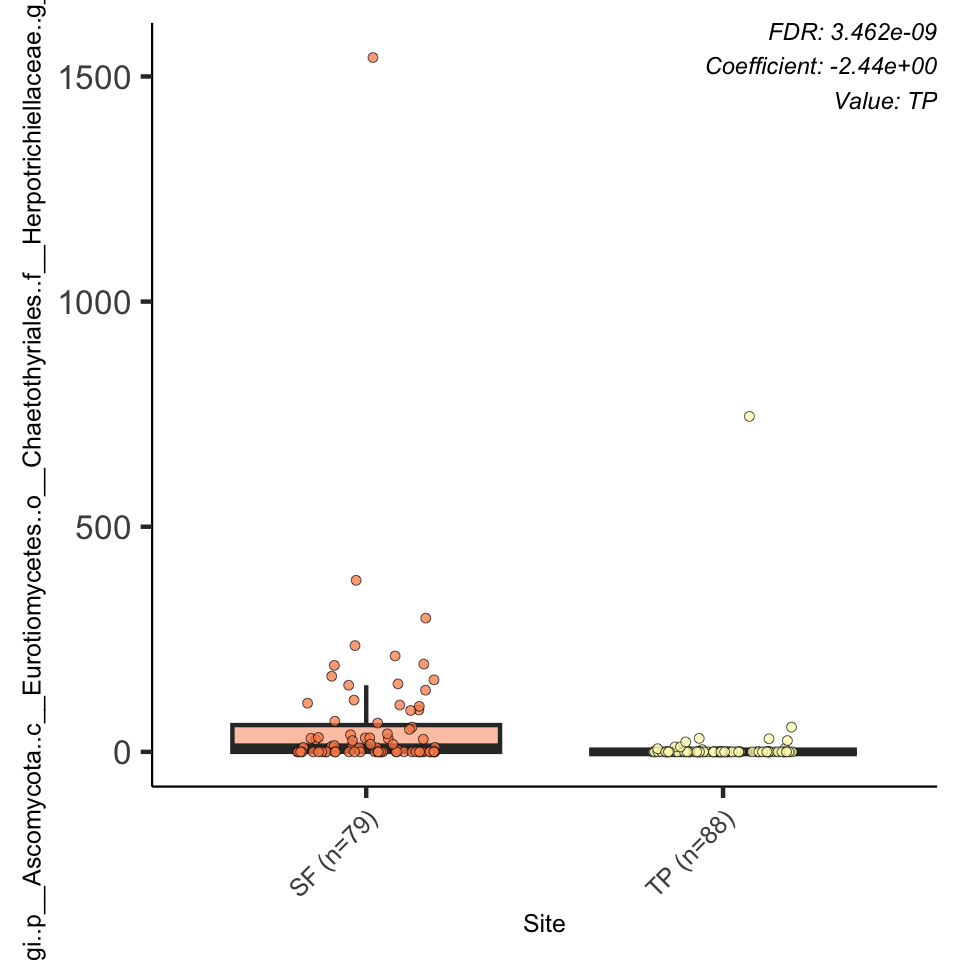 FDR: 3.462e-09
Coefficient: -2.44e+00
Value: TP
gi..p__Ascomycota..c__Eurotiomycetes..o__Chaetothyriales..f__Herpotrichiellaceae..g_
1500
1000
500
0
SF (n=79)
TP (n=88)
Site